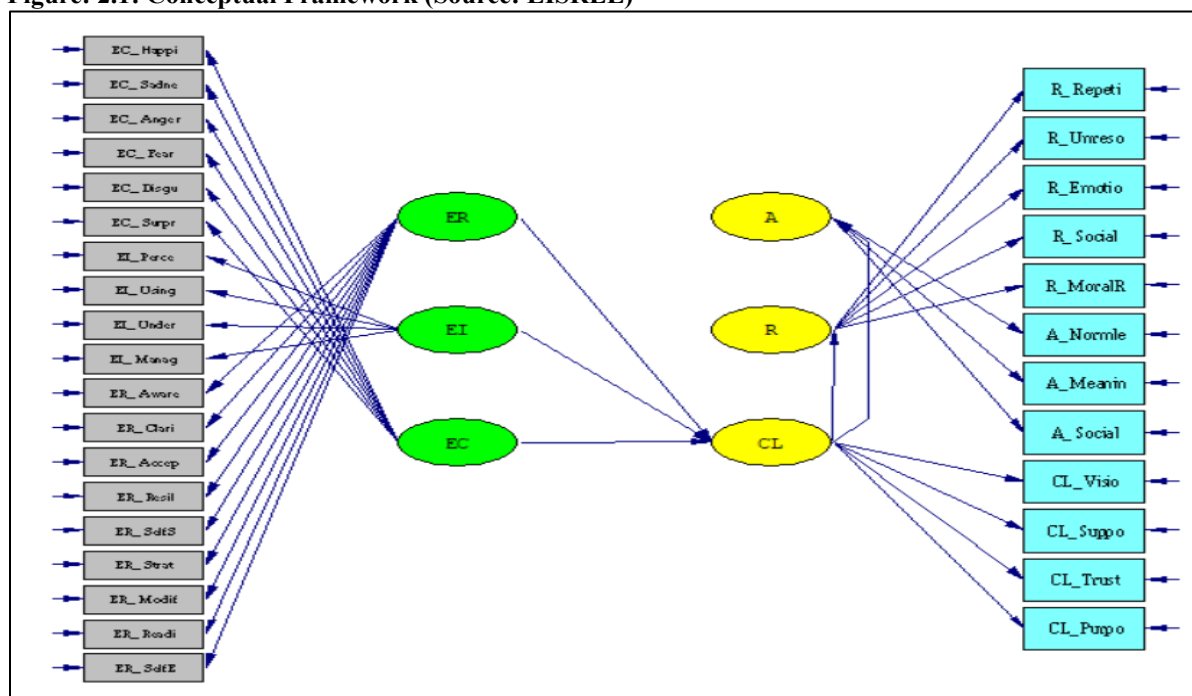 Figure: 2.1: Conceptual Framework (Source: LISREL)
EC_Happi
EC_Sadne
EC_Anger
EC_Fear
EC_Disgu
EC_Surpr
EI_Perce
EI_Using
EI_Under
EI_Manag
ER_Aware
ER_Clari
ER_Accep
ER_Resil
ER_SelfS
ER_Strat
ER_Modif
ER_Readi
ER_SelfE
ER
EI
EC
A
R
CL
R_Repeti
R_Unreso
R_Emotio
R_Social
R_MoralR
A_Normle
A_Meanin
A_Social
CL_Visio
CL_Suppo
CL_Trust
CL_Purpo